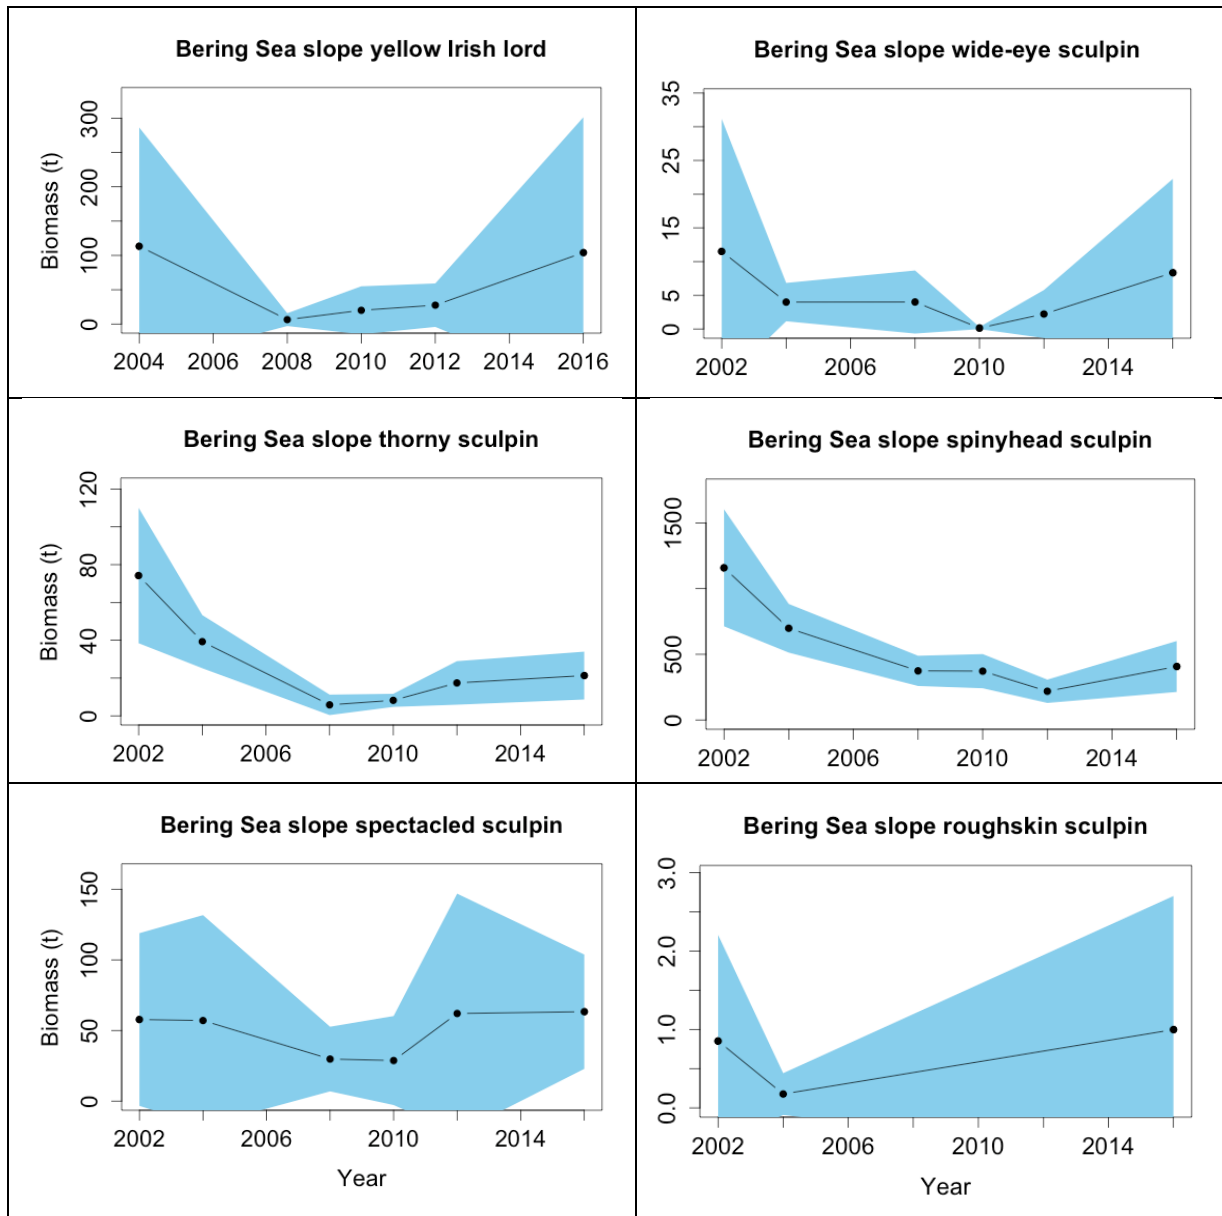 Bering Sea slope yellow Irish lord
Biomass (t)
300
200
100
0
2004 2006 2008 2010 2012 2014 2016
Bering Sea slope wide-eye sculpin
35
25
15
5
0
2002 2006 2010 2014
Bering Sea slope thorny sculpin
Biomass (t)
120
80
40
0
2002 2006 2010 2014
Bering Sea slope spinyhead sculpin
1500
500
0
2002 2006 2010 2014
Bering Sea slope spectacled sculpin
Biomass (t)
150
100
50
0
2002 2006 2010 2014
Year
Bering Sea slope roughskin sculpin
3.0
2.0
1.0
0.0
2002 2006 2010 2014
Year